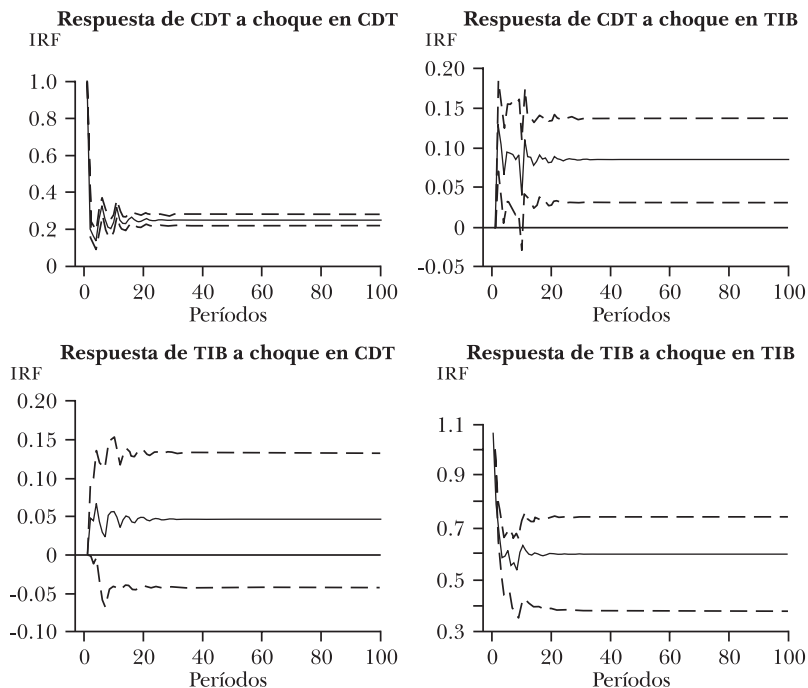 Respuesta de CDT a choque en CDT
IRF
1.0
0.8
0.6
0.4
0.2
0
0 20 40 60 80 100
Períodos
Respuesta de CDT a choque en TIB
IRF
0.20
0.15
0.10
0.05
0
-0.05
0 20 40 60 80 100
Períodos
Respuesta de TIB a choque en CDT
IRF
0.20
0.15
0.10
0.05
0
-0.05
-0.10
0 20 40 60 80 100
Períodos
Respuesta de TIB a choque en TIB
IRF
1.1
0.9
0.7
0.5
0.3
0 20 40 60 80 100
Períodos